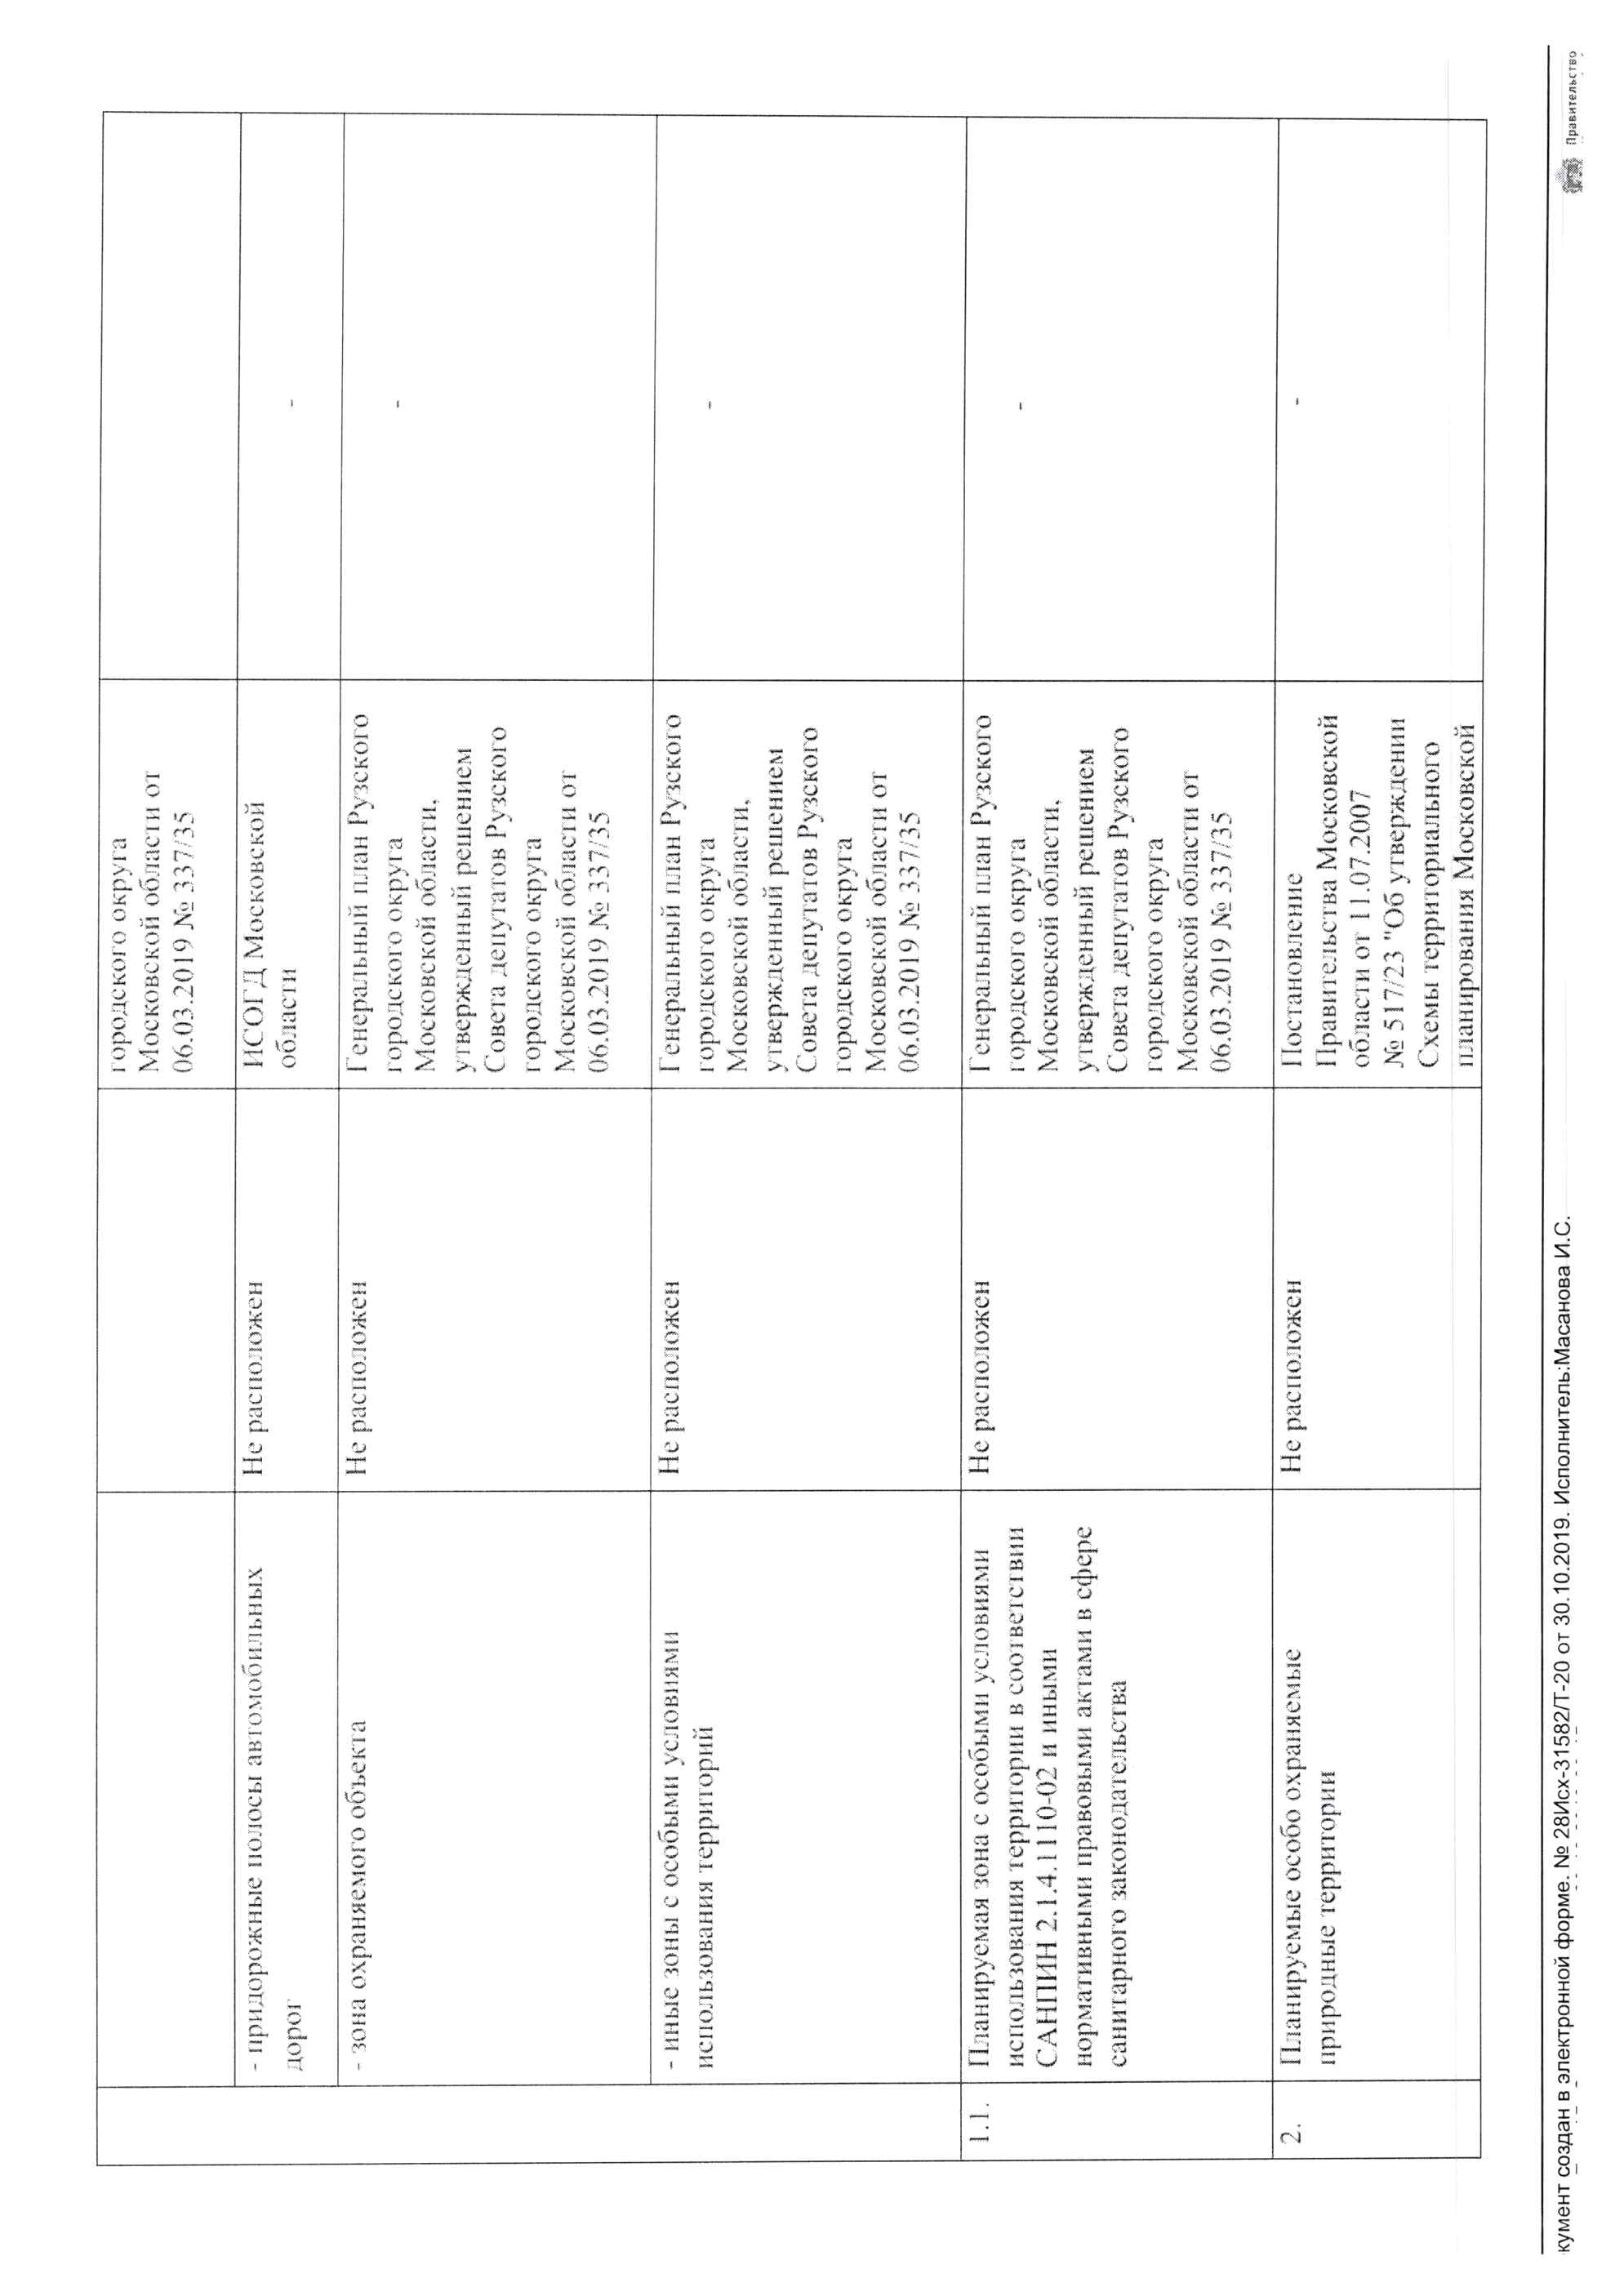 городского округа
Московской области от
06.03.2019 № 337/35
- придорожные полосы автомобильных
дорог
Не расположен
ИСОГД Московской
области
-
- зона охраняемого объекта
Не расположен
Генеральный план Рузского
городского округа
Московской области,
утвержденный решением
Совета депутатов Рузского
городского округа
Московской области от
06.03.2019 № 337/35
-
- иные зоны с особыми условиями
использования территорий
Не расположен
Генеральный план Рузского
городского округа
Московской области,
утвержденный решением
Совета депутатов Рузского
городского округа
Московской области от
06.03.2019 № 337/35
-
1.1.
Планируемая зона с особыми условиями
использования территории в соответствии
САНПИН 2.1.4.1110-02 и иными
нормативными правовыми актами в сфере
санитарного законодательства
Не расположен
Генеральный план Рузского
городского округа
Московской области,
утвержденный решением
Совета депутатов Рузского
городского округа
Московской области от
06.03.2019 № 337/35
-
2.
Планируемые особо охраняемые
природные территории
Не расположен
Постановление
Правительства Московской
области от 11.07.2007
№ 517/23 "Об утверждении
Схемы территориального
планирования Московской
-
кумент создан в электронной форме. № 28Исх-31582/Т-20 от 30.10.2019. Исполнитель:Масанова И.С.
Правительство